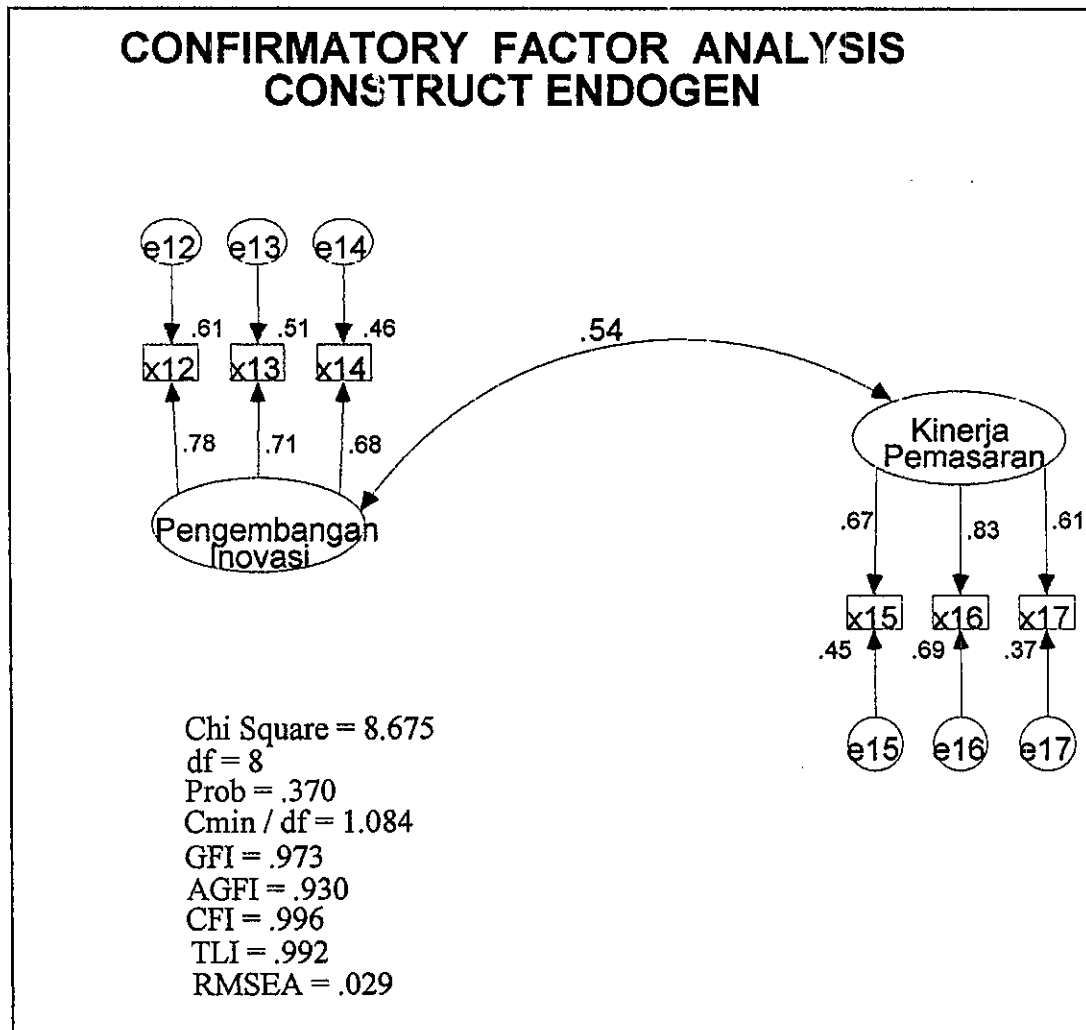 CONFIRMATORY FACTOR ANALYSIS
CONSTRUCT ENDOGEN
e12 e13 e14
.61 .51 .46
x12 x13 x14
.78 .71 .68
Pengembangan
Inovasi
.54
Kinerja
Pemasaran
.67 .83 .61
x15 x16 x17
.45 .69 .37
e15 e16 e17
Chi Square = 8.675
df = 8
Prob = .370
Cmin / df = 1.084
GFI = .973
AGFI = .930
CFI = .996
TLI = .992
RMSEA = .029